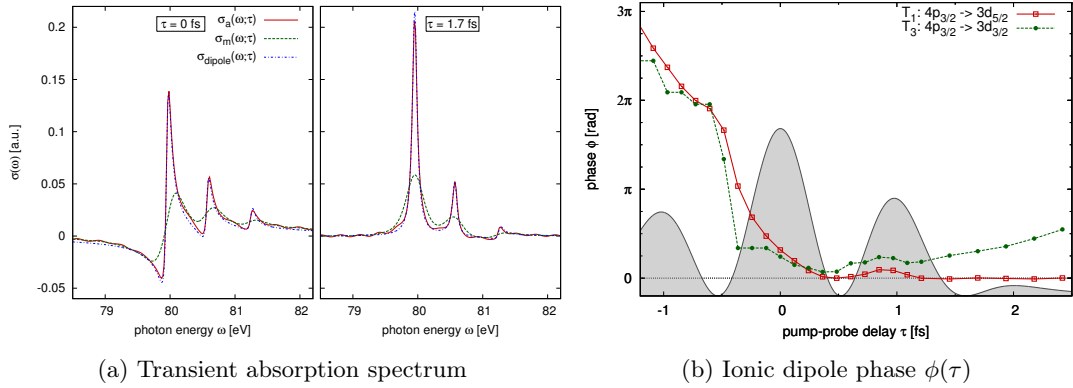 τ = 0 fs
σa(ω;τ)
σm(ω;τ)
σdipole(ω;τ)
τ = 1.7 fs
σ(ω) [a.u.]
0.2
0.15
0.1
0.05
0
-0.05
79 80 81 82
79 80 81 82
photon energy ω [eV]
photon energy ω [eV]
(a) Transient absorption spectrum
T1: 4p3/2 -> 3d5/2
T3: 4p3/2 -> 3d3/2
phase ϕ [rad]
3π
2π
π
0
-1 0 1 2
pump-probe delay τ [fs]
(b) Ionic dipole phase ϕ(τ)